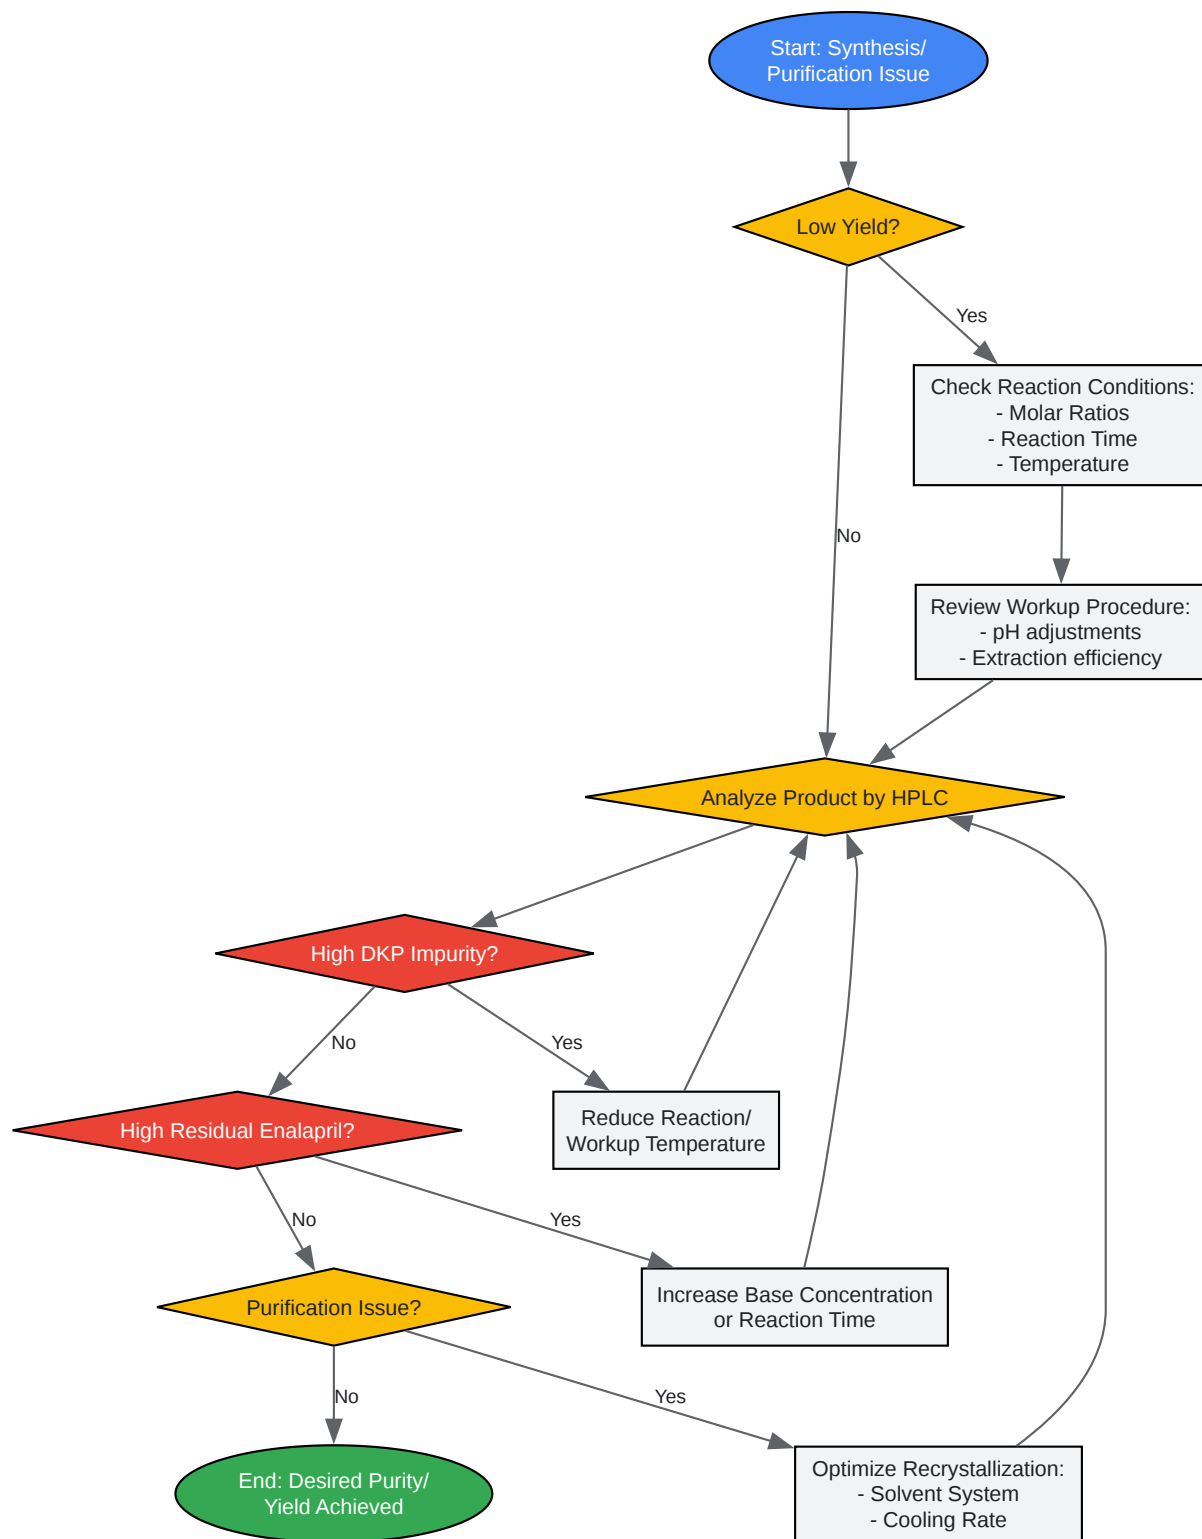 Start: Synthesis/
Purification Issue
Low Yield?
Yes
Check Reaction Conditions:
- Molar Ratios
- Reaction Time
- Temperature
No
Review Workup Procedure:
- pH adjustments
- Extraction efficiency
Analyze Product by HPLC
High DKP Impurity?
No
Yes
Reduce Reaction/
Workup Temperature
High Residual Enalapril?
No
Yes
Increase Base Concentration
or Reaction Time
Purification Issue?
No
Yes
Optimize Recrystallization:
- Solvent System
- Cooling Rate
End: Desired Purity/
Yield Achieved